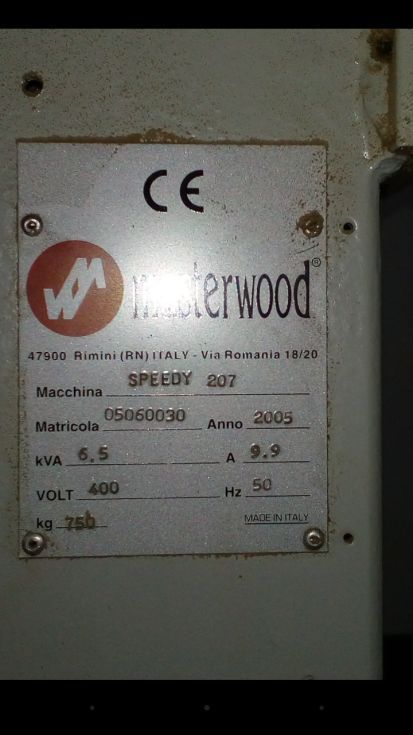 CE
masterwood®
47900 Rimini (RN) ITALY - Via Romania 18/20
Macchina SPEEDY 207
Matricola 05060030 Anno 2005
kVA 6.5 A 9.9
VOLT 400 Hz 50
kg 750
MADE IN ITALY